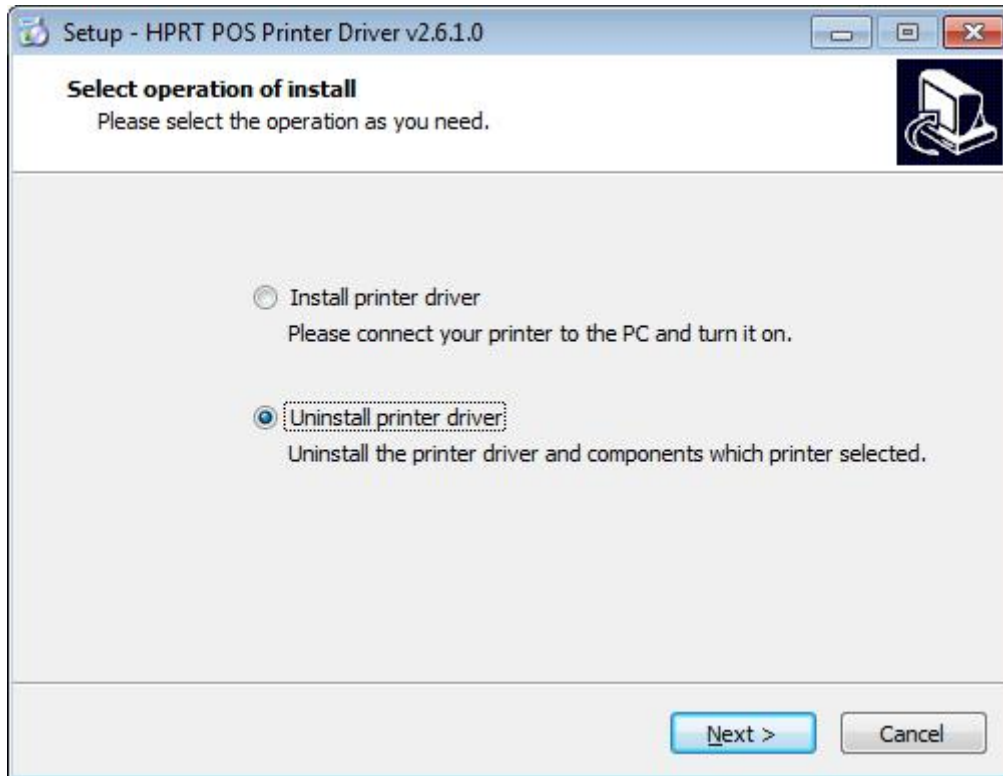 Setup - HPRT POS Printer Driver v2.6.1.0
Select operation of install
Please select the operation as you need.
Install printer driver
Please connect your printer to the PC and turn it on.
Uninstall printer driver
Uninstall the printer driver and components which printer selected.
Next >
Cancel